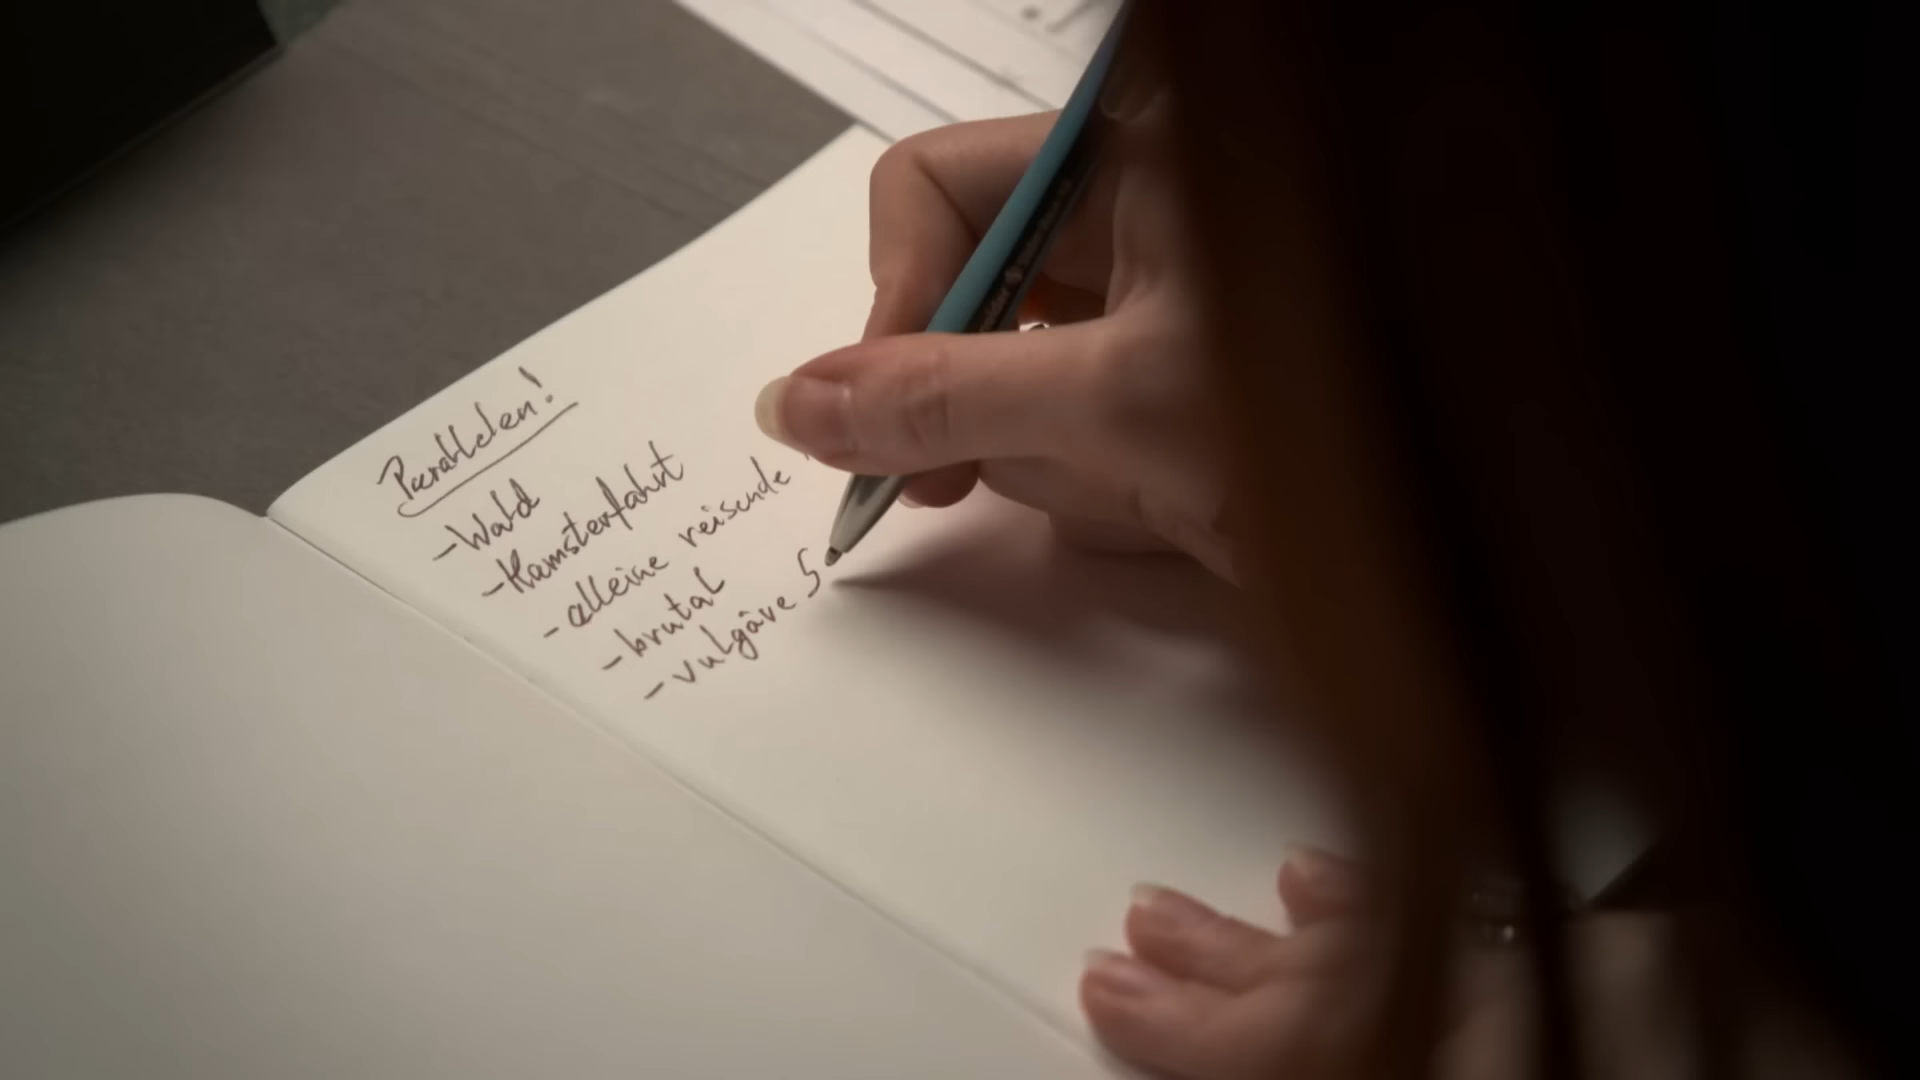 Parallelen!
- Wald
- Hamsterfahrt
- alleine reisende
- brutal
- vulgäre S